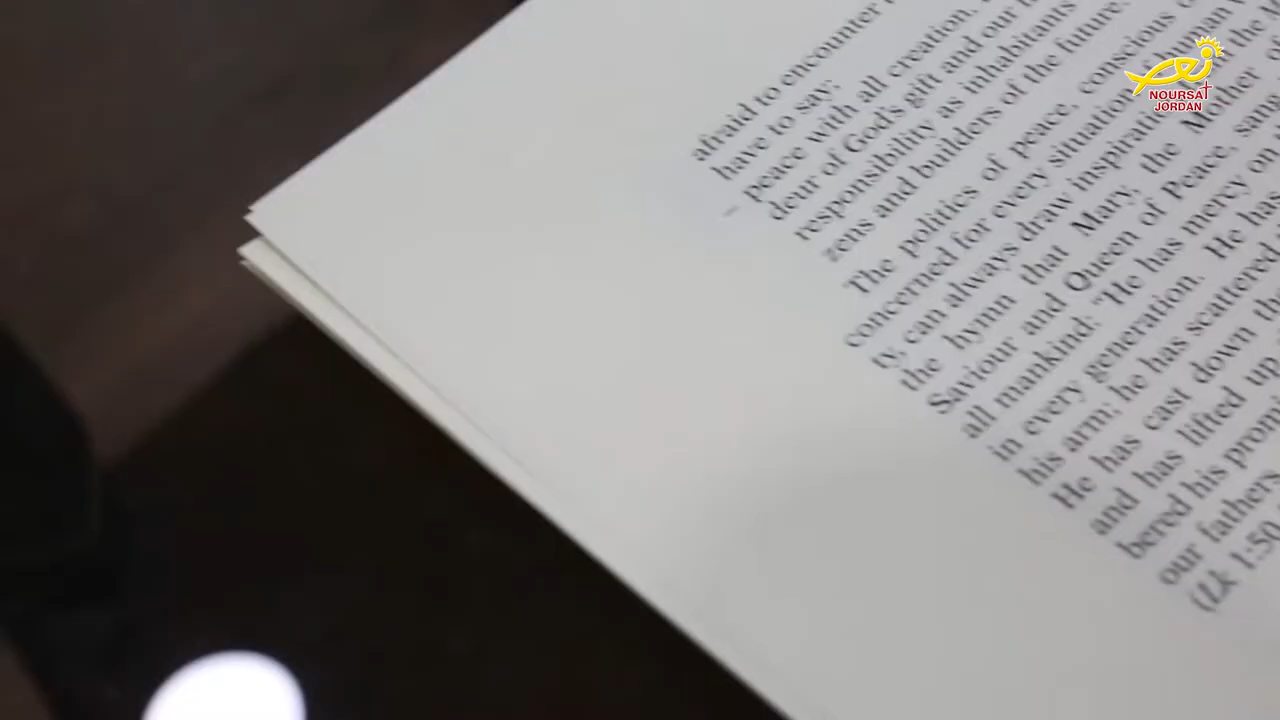 afraid to encounter
have to say;
– peace with all creation,
deur of God's gift and our
responsibility as inhabitants
zens and builders of the future.
The politics of peace, conscious
concerned for every situation
ty, can always draw inspiration
the hymn that Mary, the Mother of
Saviour and Queen of Peace,
all mankind: "He has mercy on
in every generation. He has
his arm; he has scattered
He has cast down
and has lifted up
bered his
our fathers
(Lk 1:50
نور
NOURSAT
JORDAN